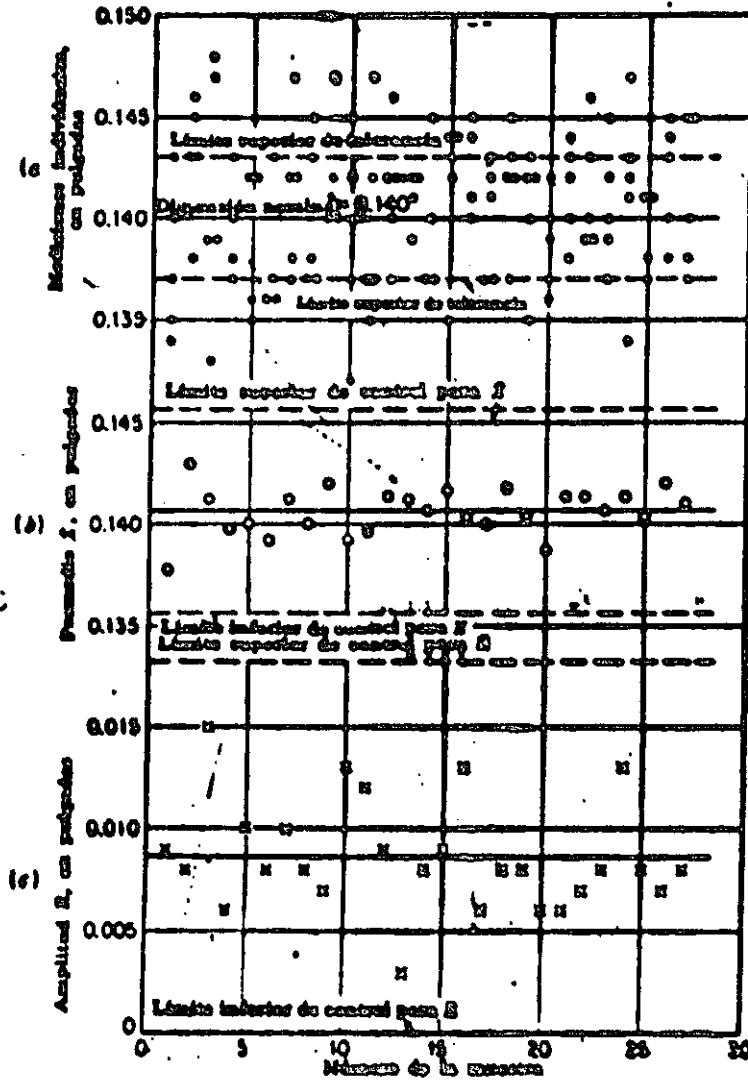 0.150
0.145
0.140
0.139
(a
Mediciones individuales,
en pulgadas
Límite superior de tolerancia
Dimensión nominal 0.140"
Límite superior de tolerancia
Límite superior de control para X̄
0.145
0.140
0.135
(b)
Promedio X̄, en pulgadas
Límite inferior de control para X̄
Límite superior de control para R
0.015
0.010
0.005
0
(c)
Amplitud R, en pulgadas
Límite inferior de control para R
0 5 10 15 20 25 30
Número de la muestra